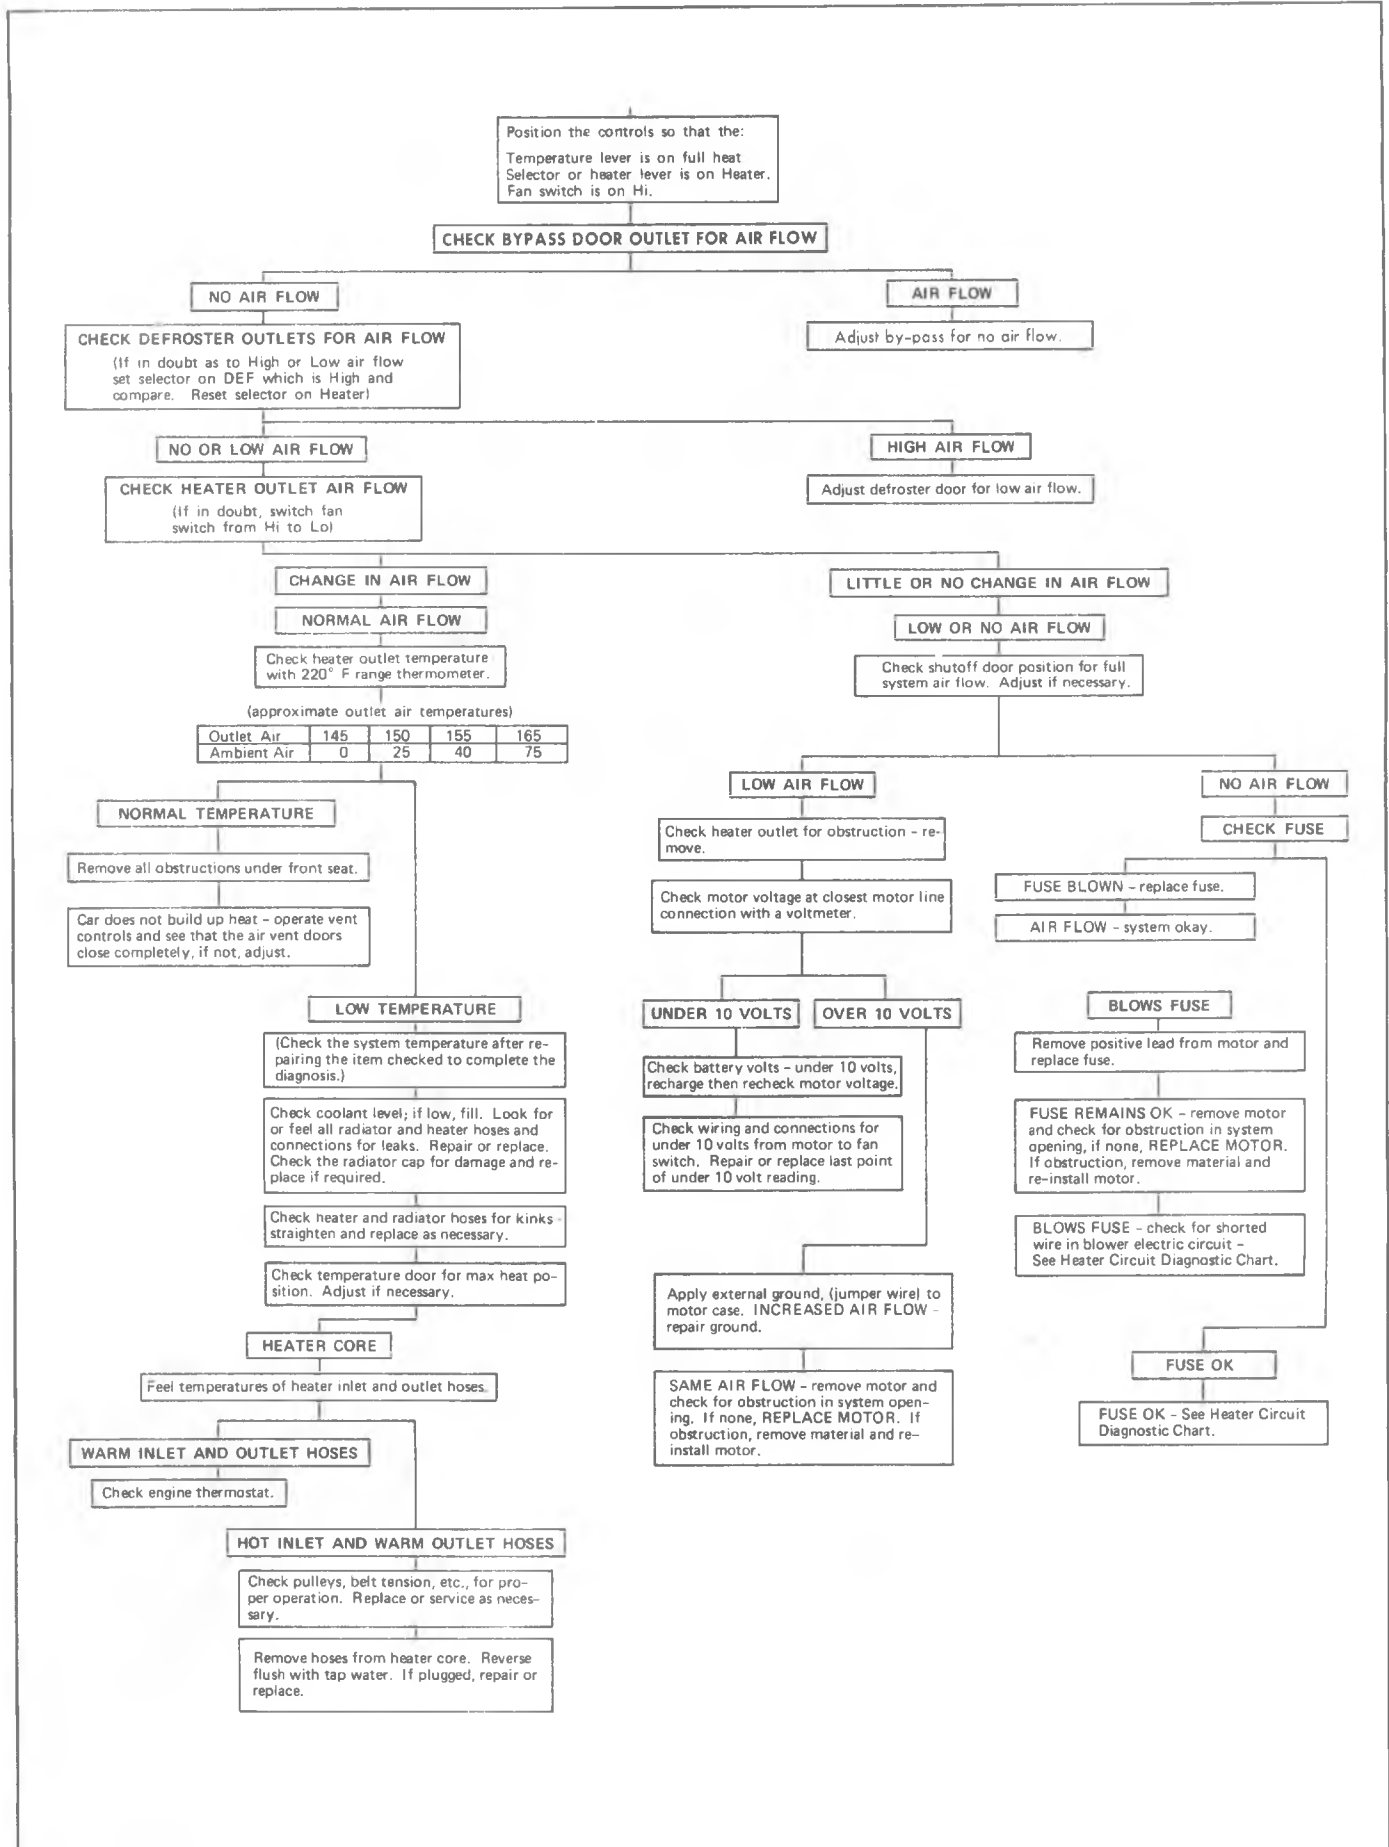 Position the controls so that the:
Temperature lever is on full heat
Selector or heater lever is on Heater.
Fan switch is on Hi.
CHECK BYPASS DOOR OUTLET FOR AIR FLOW
NO AIR FLOW
AIR FLOW
CHECK DEFROSTER OUTLETS FOR AIR FLOW
(If in doubt as to High or Low air flow
set selector on DEF which is High and
compare. Reset selector on Heater)
Adjust by-pass for no air flow.
NO OR LOW AIR FLOW
HIGH AIR FLOW
CHECK HEATER OUTLET AIR FLOW
(If in doubt, switch fan
switch from Hi to Lo)
Adjust defroster door for low air flow.
CHANGE IN AIR FLOW
NORMAL AIR FLOW
Check heater outlet temperature
with 220° F range thermometer.
(approximate outlet air temperatures)
Outlet Air 145 150 155 165
Ambient Air 0 25 40 75
LITTLE OR NO CHANGE IN AIR FLOW
LOW OR NO AIR FLOW
Check shutoff door position for full
system air flow. Adjust if necessary.
NORMAL TEMPERATURE
Remove all obstructions under front seat.
Car does not build up heat – operate vent
controls and see that the air vent doors
close completely, if not, adjust.
LOW TEMPERATURE
(Check the system temperature after re-
pairing the item checked to complete the
diagnosis.)
Check coolant level; if low, fill. Look for
or feel all radiator and heater hoses and
connections for leaks. Repair or replace.
Check the radiator cap for damage and re-
place if required.
Check heater and radiator hoses for kinks -
straighten and replace as necessary.
Check temperature door for max heat po-
sition. Adjust if necessary.
HEATER CORE
Feel temperatures of heater inlet and outlet hoses.
WARM INLET AND OUTLET HOSES
Check engine thermostat.
HOT INLET AND WARM OUTLET HOSES
Check pulleys, belt tension, etc., for pro-
per operation. Replace or service as neces-
sary.
Remove hoses from heater core. Reverse
flush with tap water. If plugged, repair or
replace.
LOW AIR FLOW
Check heater outlet for obstruction – re-
move.
Check motor voltage at closest motor line
connection with a voltmeter.
UNDER 10 VOLTS
OVER 10 VOLTS
Check battery volts – under 10 volts,
recharge then recheck motor voltage.
Check wiring and connections for
under 10 volts from motor to fan
switch. Repair or replace last point
of under 10 volt reading.
Apply external ground, (jumper wire) to
motor case. INCREASED AIR FLOW -
repair ground.
SAME AIR FLOW – remove motor and
check for obstruction in system open-
ing. If none, REPLACE MOTOR. If
obstruction, remove material and re-
install motor.
NO AIR FLOW
CHECK FUSE
FUSE BLOWN – replace fuse.
AIR FLOW – system okay.
BLOWS FUSE
Remove positive lead from motor and
replace fuse.
FUSE REMAINS OK – remove motor
and check for obstruction in system
opening, if none, REPLACE MOTOR.
If obstruction, remove material and
re-install motor.
BLOWS FUSE – check for shorted
wire in blower electric circuit –
See Heater Circuit Diagnostic Chart.
FUSE OK
FUSE OK – See Heater Circuit
Diagnostic Chart.